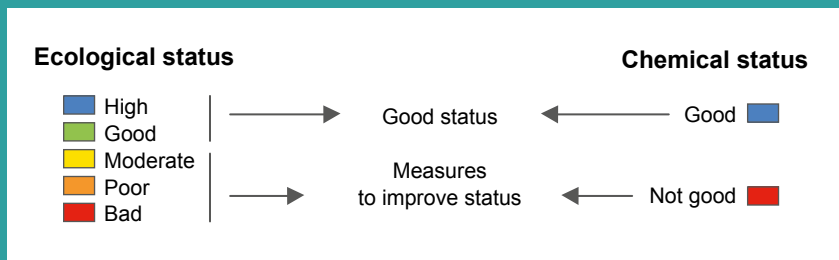 Ecological status
High
Good
Moderate
Poor
Bad
Good status
Measures
to improve status
Chemical status
Good
Not good